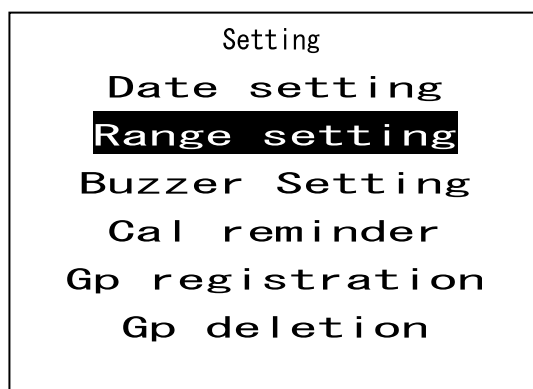 Setting
Date setting
Range setting
Buzzer Setting
Cal reminder
Gp registration
Gp deletion